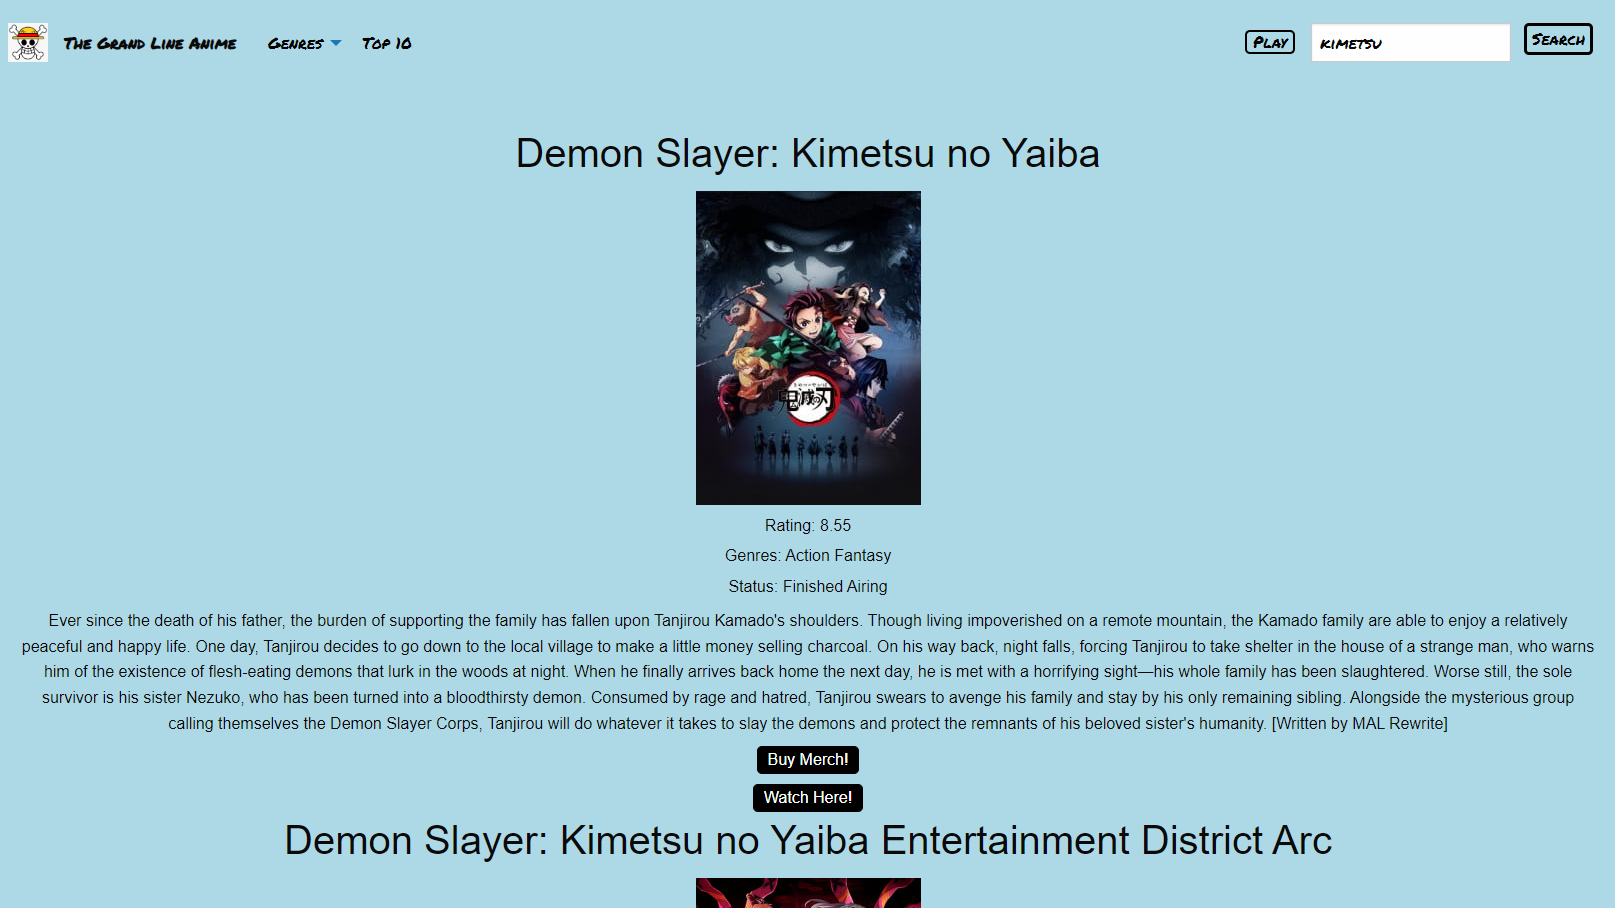 The Grand Line Anime
Genres
Top 10
Play
kimetsu
Search
Demon Slayer: Kimetsu no Yaiba
鬼滅の刃
Rating: 8.55
Genres: Action Fantasy
Status: Finished Airing
Ever since the death of his father, the burden of supporting the family has fallen upon Tanjirou Kamado's shoulders. Though living impoverished on a remote mountain, the Kamado family are able to enjoy a relatively
peaceful and happy life. One day, Tanjirou decides to go down to the local village to make a little money selling charcoal. On his way back, night falls, forcing Tanjirou to take shelter in the house of a strange man, who warns
him of the existence of flesh-eating demons that lurk in the woods at night. When he finally arrives back home the next day, he is met with a horrifying sight—his whole family has been slaughtered. Worse still, the sole
survivor is his sister Nezuko, who has been turned into a bloodthirsty demon. Consumed by rage and hatred, Tanjirou swears to avenge his family and stay by his only remaining sibling. Alongside the mysterious group
calling themselves the Demon Slayer Corps, Tanjirou will do whatever it takes to slay the demons and protect the remnants of his beloved sister's humanity. [Written by MAL Rewrite]
Buy Merch!
Watch Here!
Demon Slayer: Kimetsu no Yaiba Entertainment District Arc